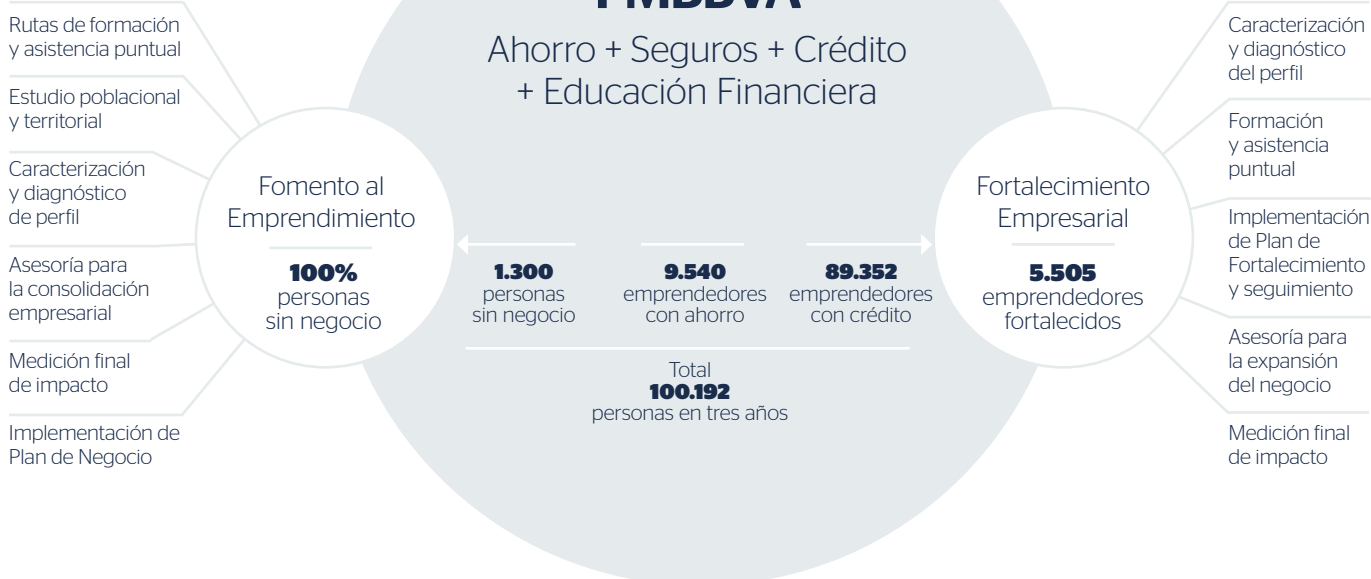 FMBBVA
Ahorro + Seguros + Crédito
+ Educación Financiera
Rutas de formación
y asistencia puntual
Estudio poblacional
y territorial
Caracterización
y diagnóstico
de perfil
Asesoría para
la consolidación
empresarial
Medición final
de impacto
Implementación de
Plan de Negocio
Fomento al
Emprendimiento
100%
personas
sin negocio
1.300
personas
sin negocio
9.540
emprendedores
con ahorro
89.352
emprendedores
con crédito
Total
100.192
personas en tres años
Fortalecimiento
Empresarial
5.505
emprendedores
fortalecidos
Caracterización
y diagnóstico
del perfil
Formación
y asistencia
puntual
Implementación
de Plan de
Fortalecimiento
y seguimiento
Asesoría para
la expansión
del negocio
Medición final
de impacto